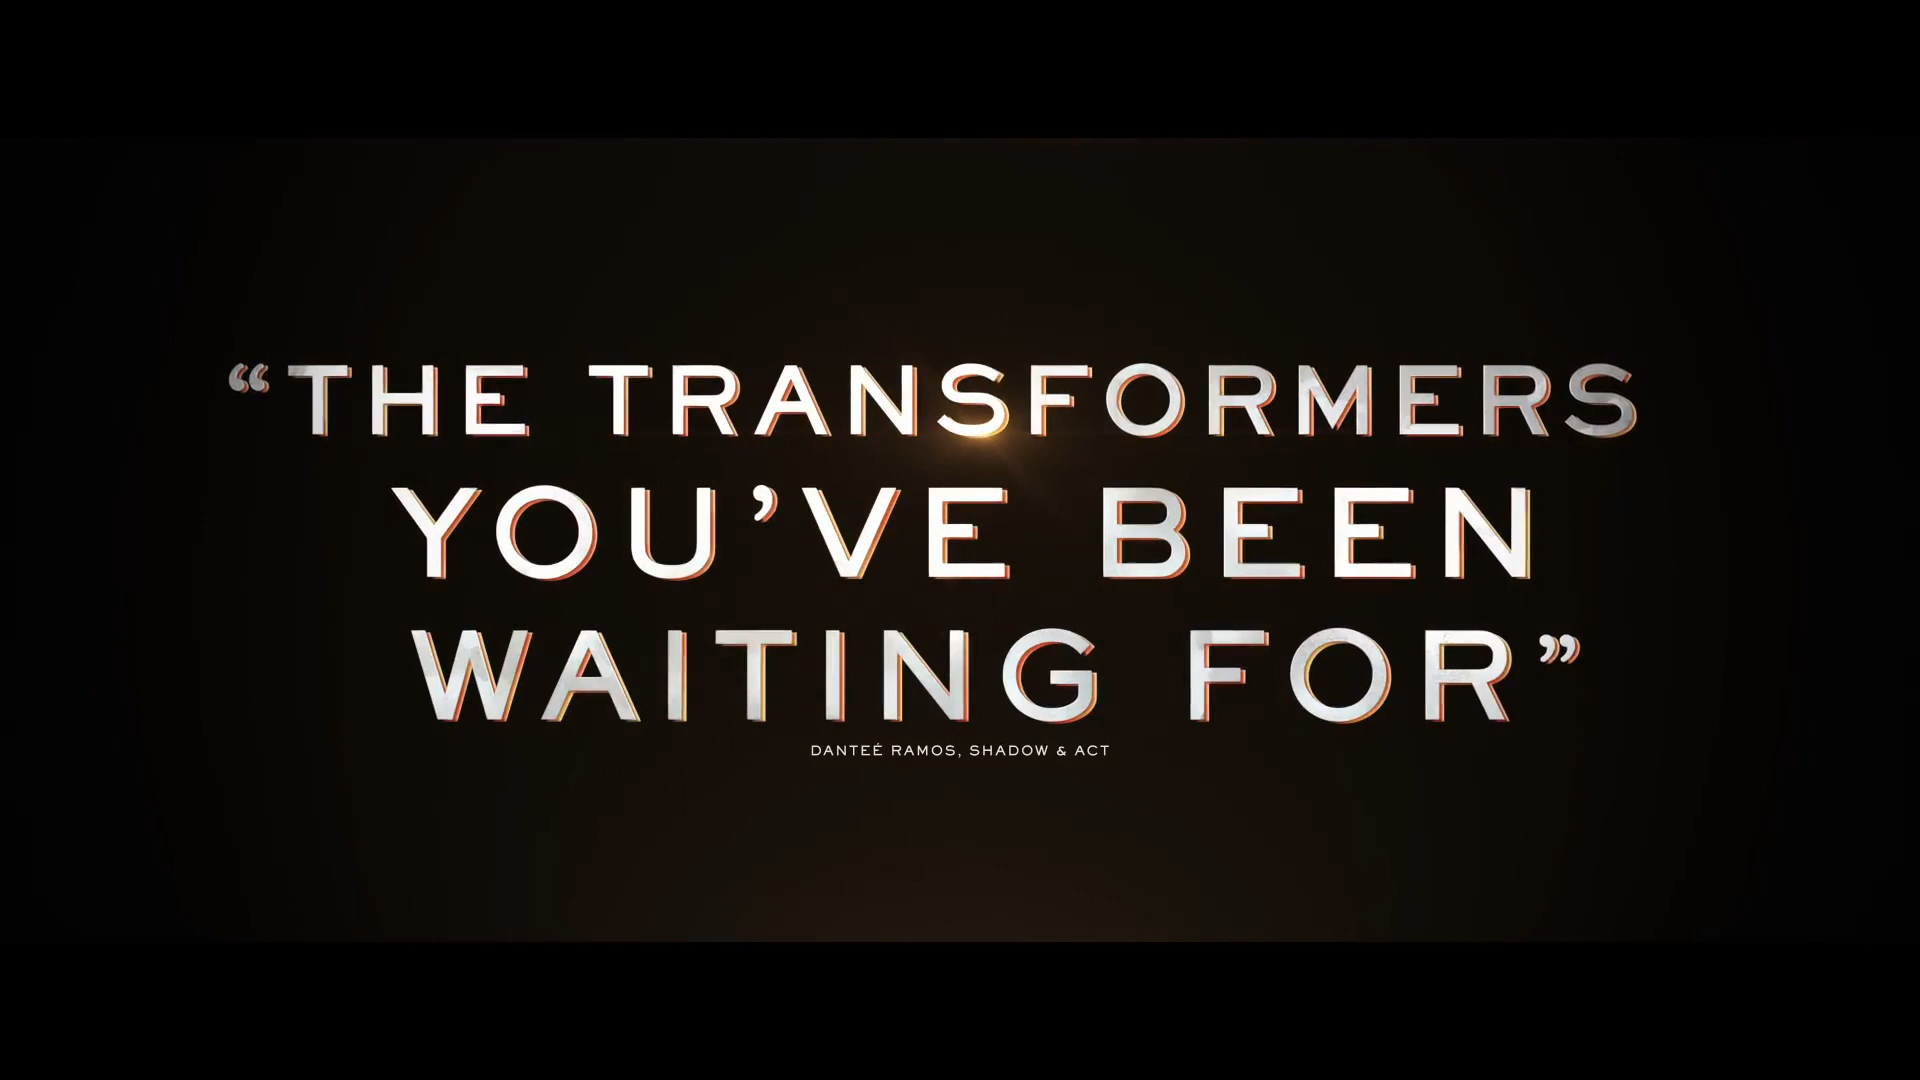 “THE TRANSFORMERS
YOU’VE BEEN
WAITING FOR”
DANTEÉ RAMOS, SHADOW & ACT